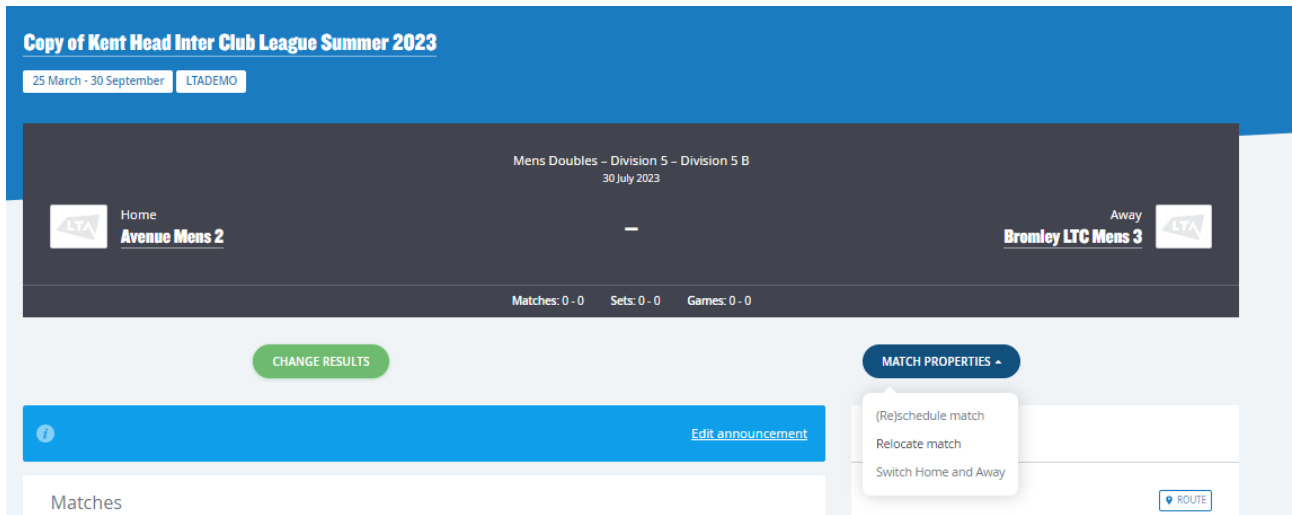 Copy of Kent Head Inter Club League Summer 2023
25 March - 30 September LTADEMO
Mens Doubles – Division 5 – Division 5 B
30 July 2023
LTA
Home
Avenue Mens 2
–
Away
Bromley LTC Mens 3
LTA
Matches: 0 - 0 Sets: 0 - 0 Games: 0 - 0
CHANGE RESULTS
MATCH PROPERTIES
(Re)schedule match
Relocate match
Switch Home and Away
i
Edit announcement
Matches
ROUTE